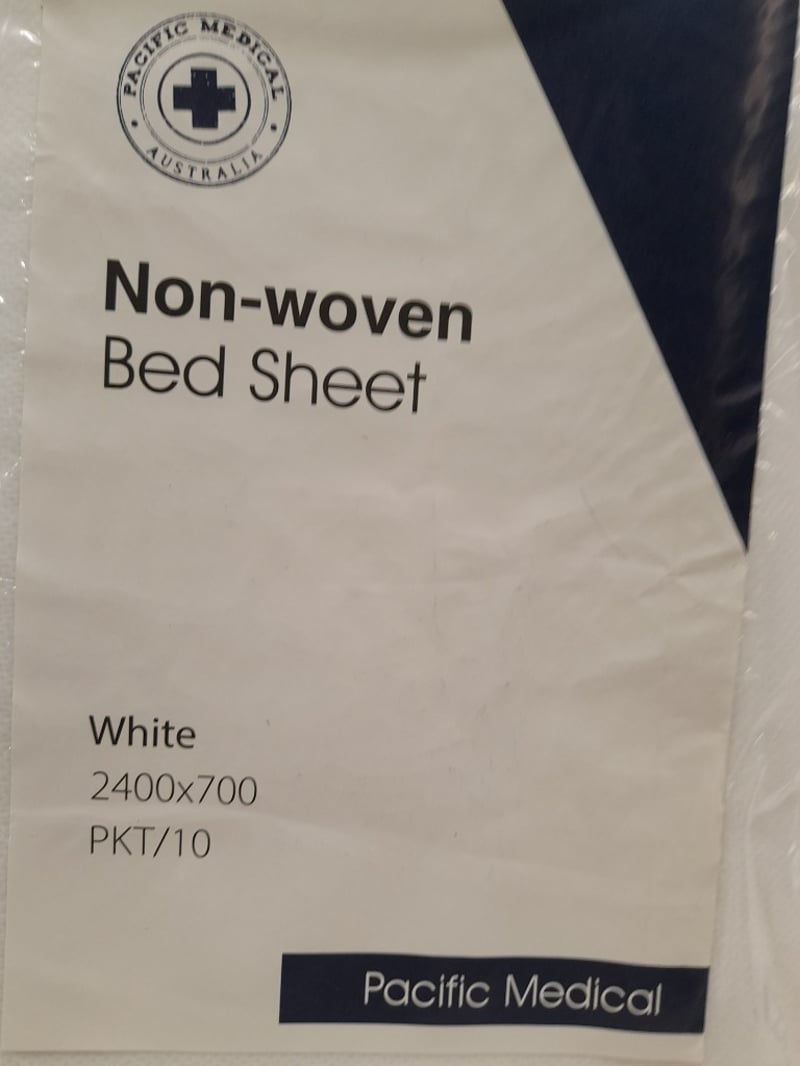 PACIFIC MEDICAL
AUSTRALIA
Non-woven
Bed Sheet
White
2400x700
PKT/10
Pacific Medical